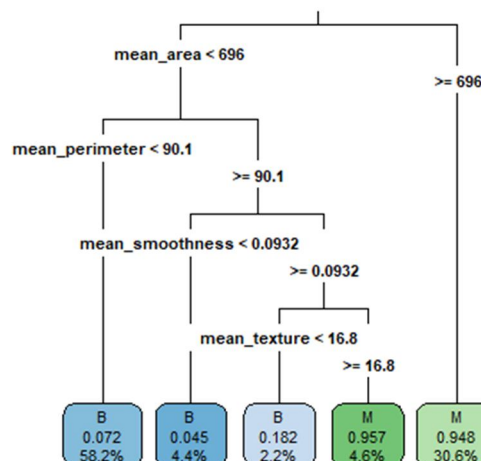 mean_area < 696
>= 696
mean_perimeter < 90.1
>= 90.1
mean_smoothness < 0.0932
>= 0.0932
mean_texture < 16.8
>= 16.8
B B B M M
0.072 0.045 0.182 0.957 0.948
58.2% 4.4% 2.2% 4.6% 30.6%